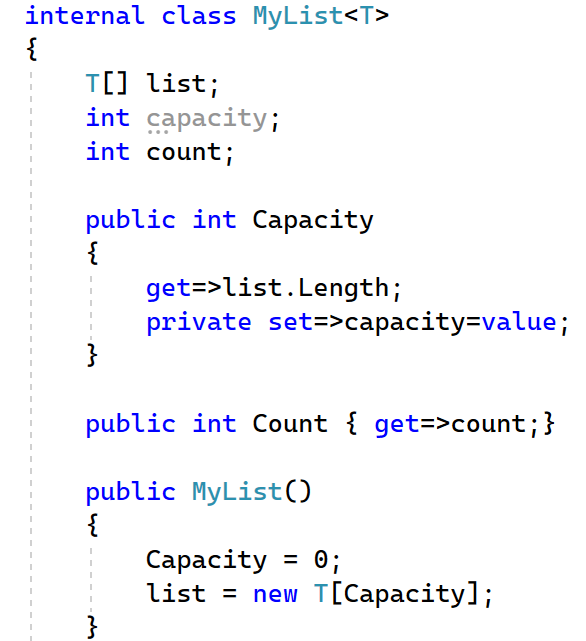 internal class MyList<T>
{
T[] list;
int capacity;
int count;
public int Capacity
{
get=>list.Length;
private set=>capacity=value;
}
public int Count { get=>count;}
public MyList()
{
Capacity = 0;
list = new T[Capacity];
}